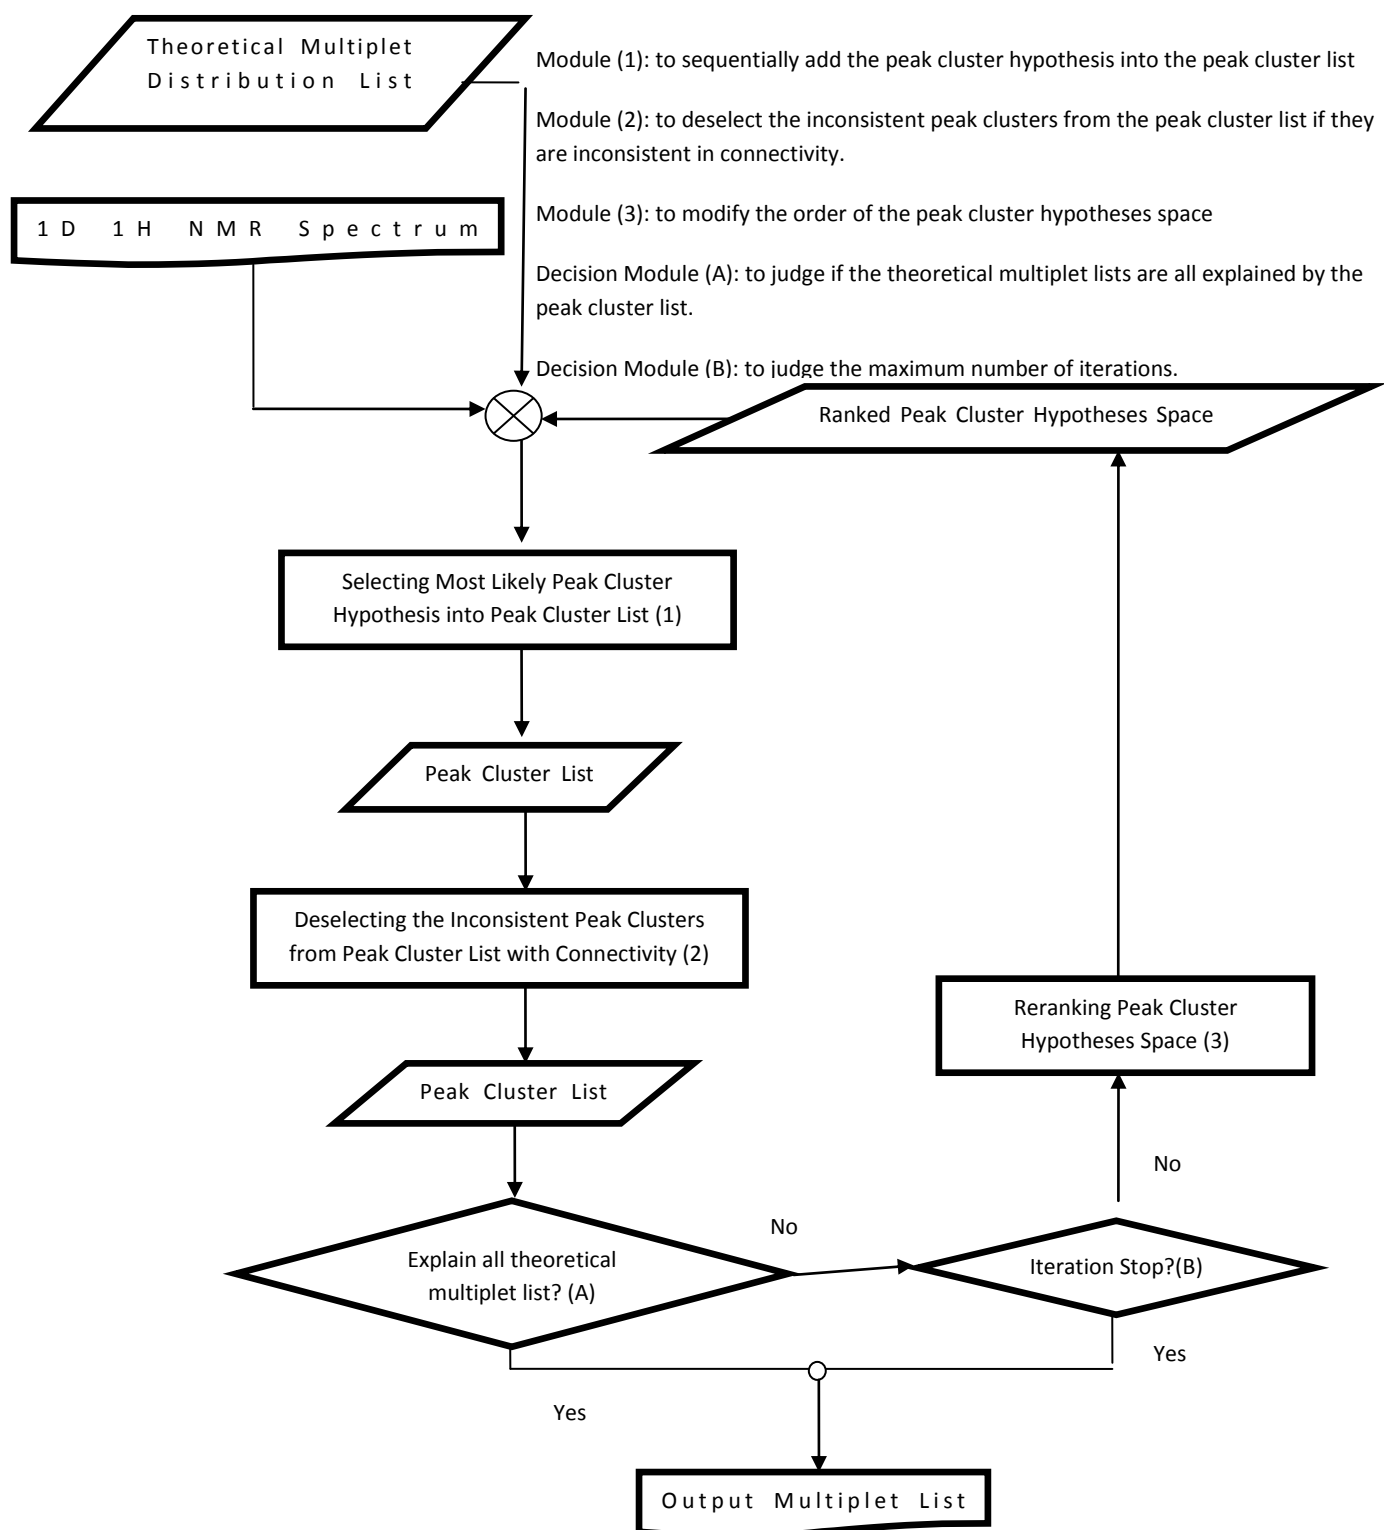 Theoretical Multiplet
Distribution List
Module (1): to sequentially add the peak cluster hypothesis into the peak cluster list
Module (2): to deselect the inconsistent peak clusters from the peak cluster list if they
are inconsistent in connectivity.
1D 1H NMR Spectrum
Module (3): to modify the order of the peak cluster hypotheses space
Decision Module (A): to judge if the theoretical multiplet lists are all explained by the
peak cluster list.
Decision Module (B): to judge the maximum number of iterations.
Ranked Peak Cluster Hypotheses Space
Selecting Most Likely Peak Cluster
Hypothesis into Peak Cluster List (1)
Peak Cluster List
Deselecting the Inconsistent Peak Clusters
from Peak Cluster List with Connectivity (2)
Reranking Peak Cluster
Hypotheses Space (3)
Peak Cluster List
No
No
Explain all theoretical
multiplet list? (A)
Iteration Stop?(B)
Yes
Yes
Output Multiplet List